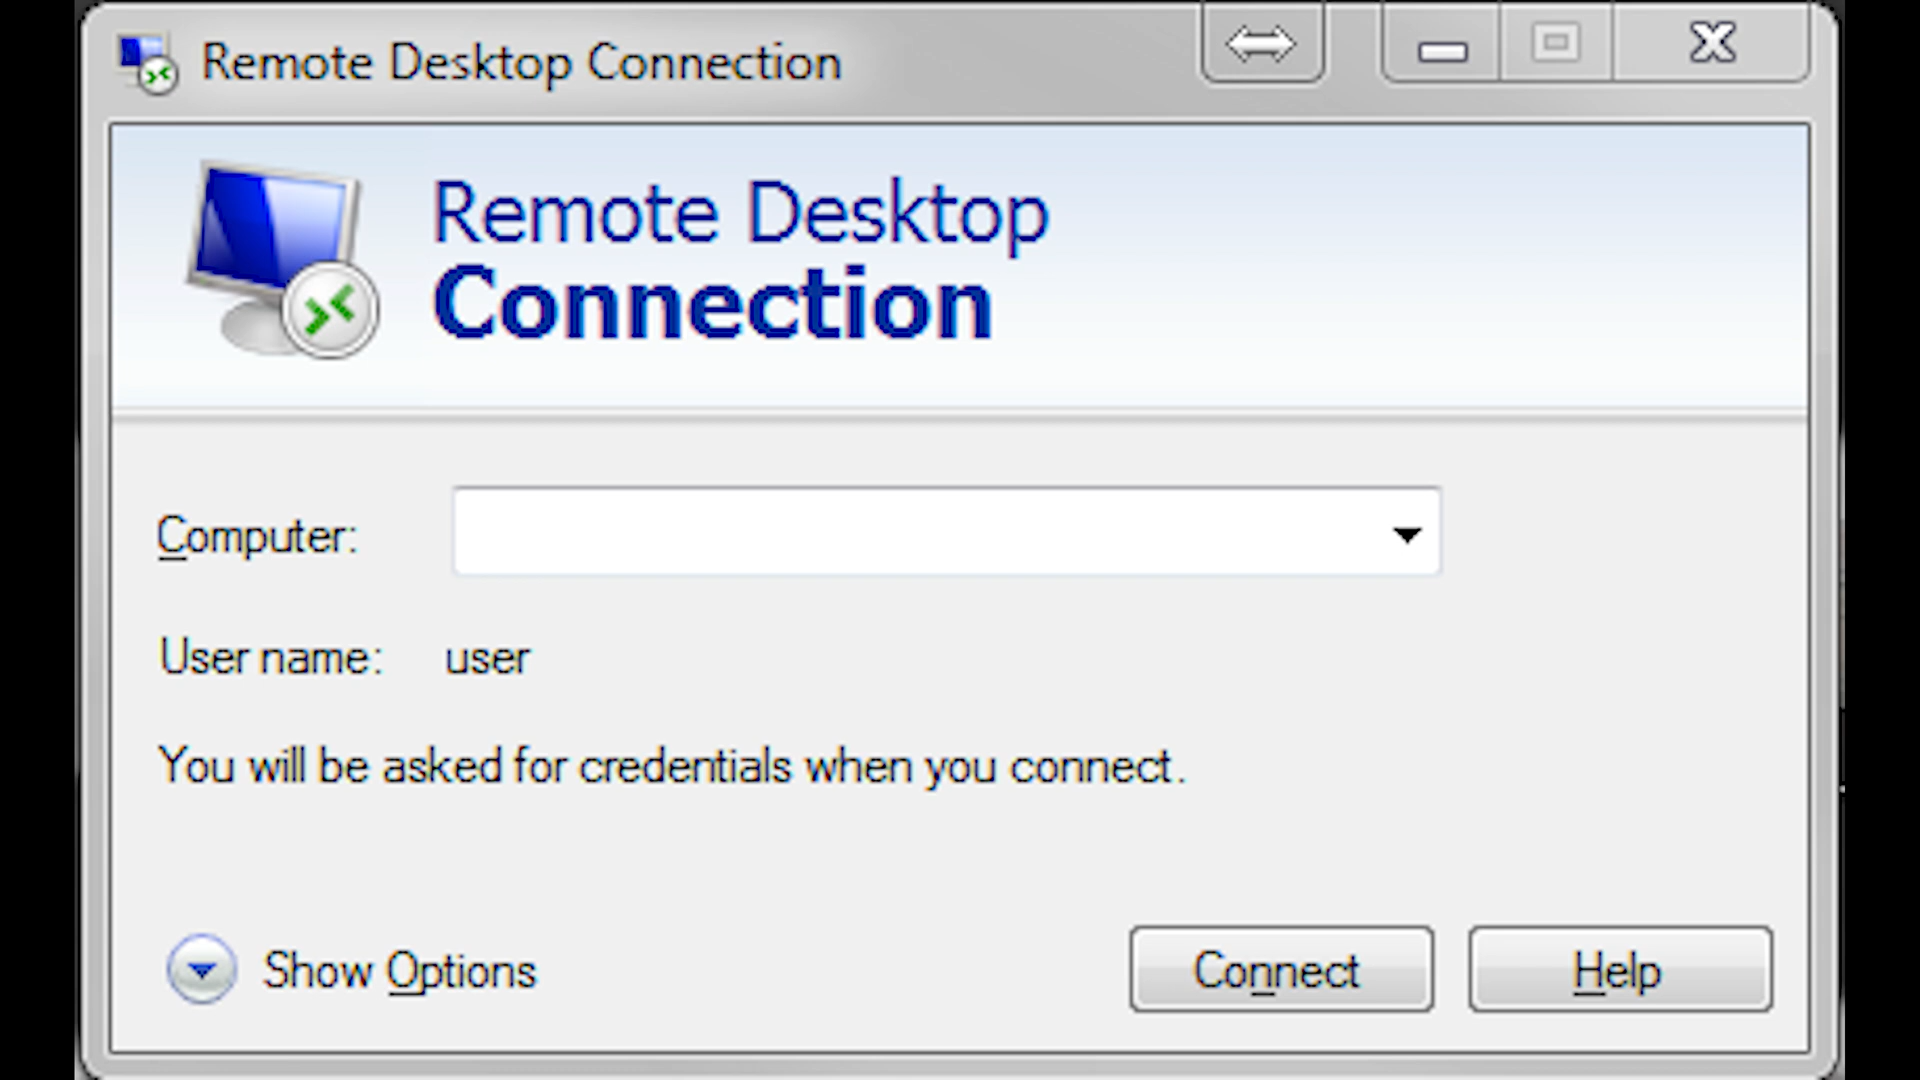 Remote Desktop Connection
Remote Desktop
Connection
Computer:
User name: user
You will be asked for credentials when you connect.
Show Options
Connect
Help